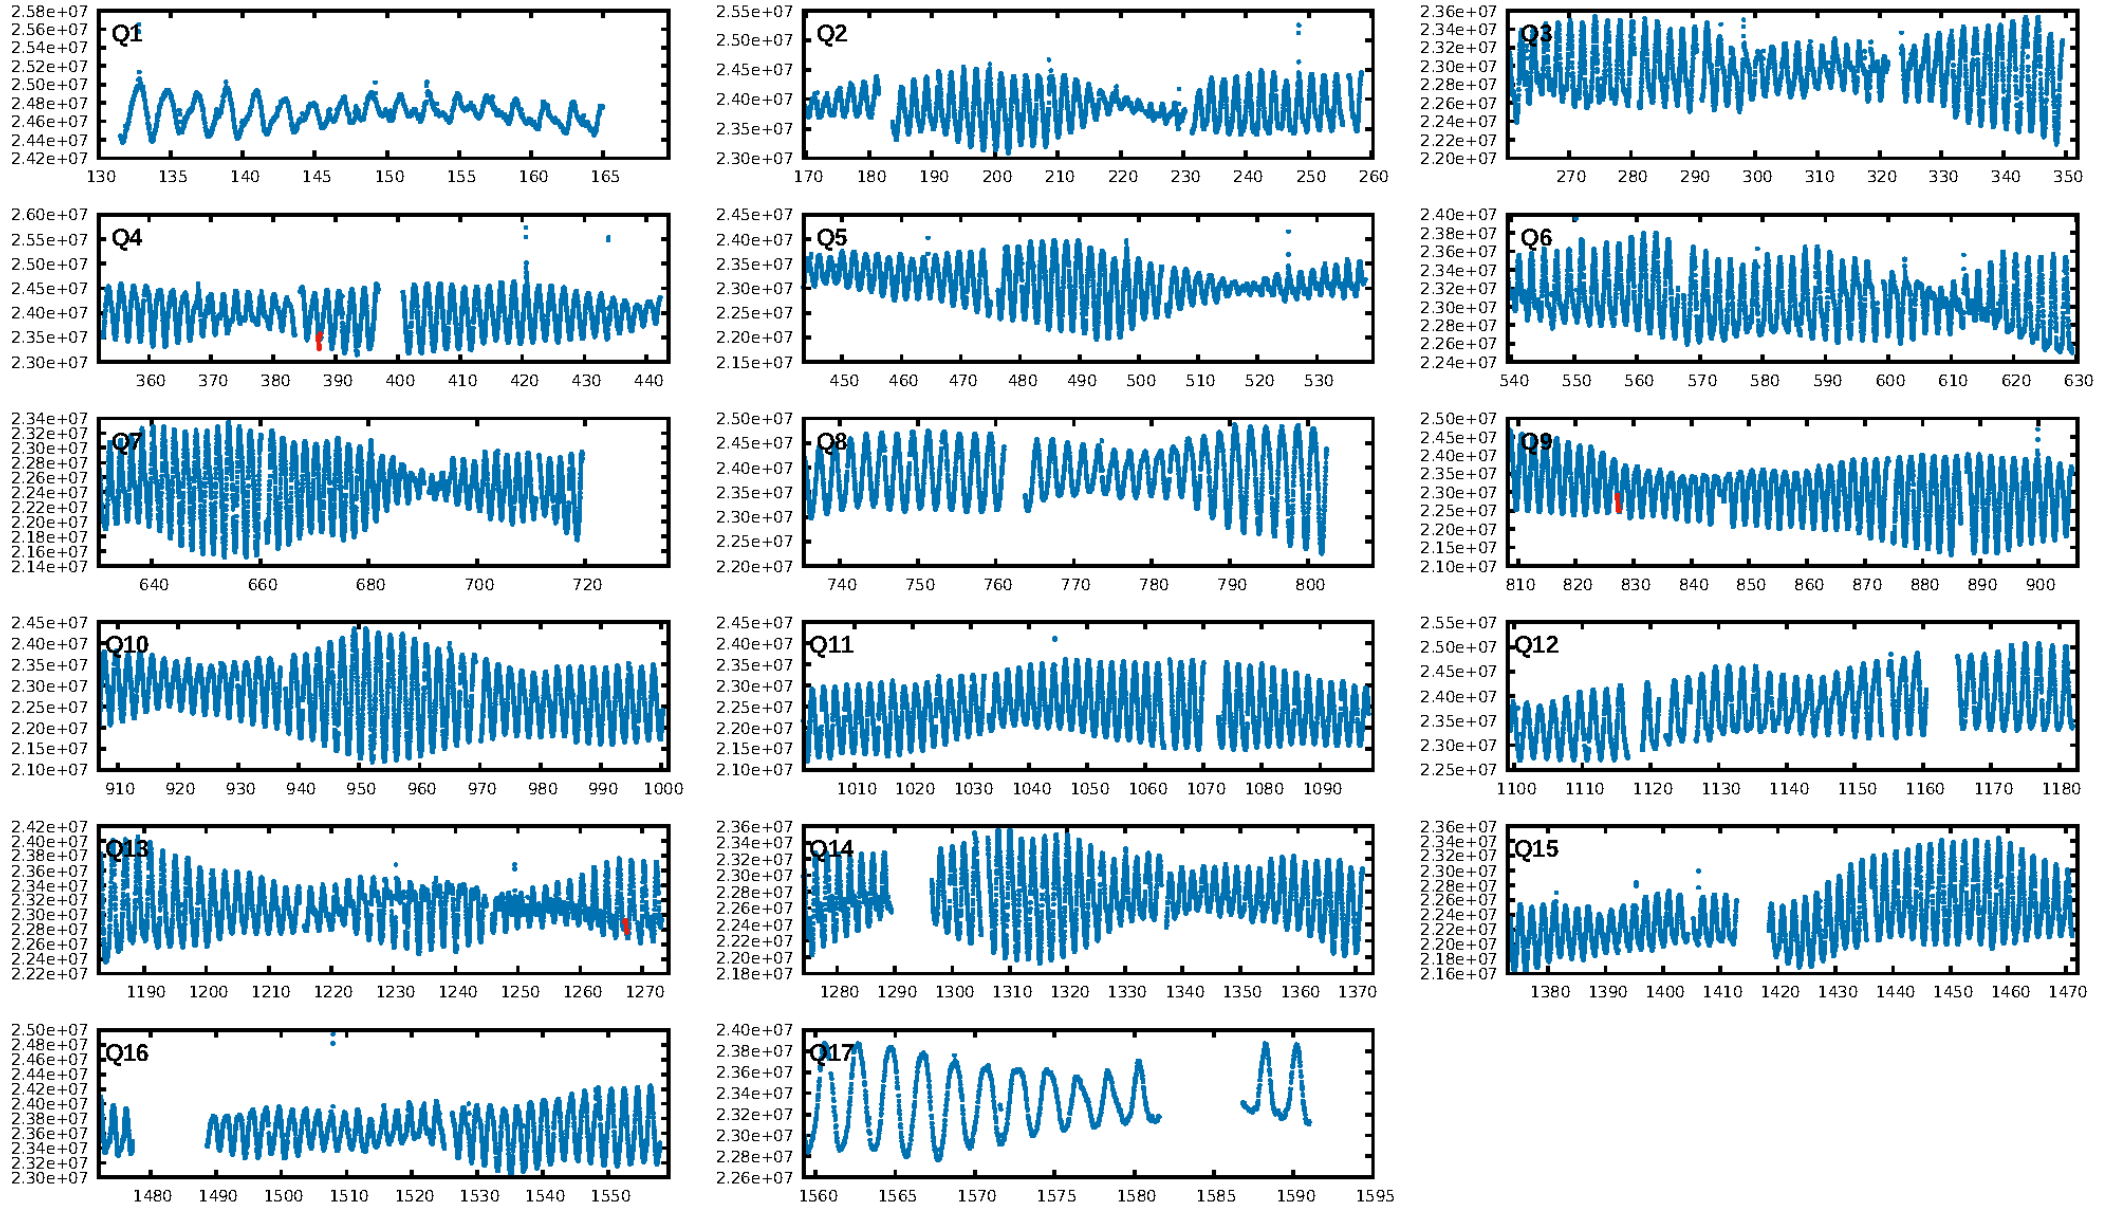 Q1
2.58e+07
2.56e+07
2.54e+07
2.52e+07
2.50e+07
2.48e+07
2.46e+07
2.44e+07
2.42e+07
130 135 140 145 150 155 160 165
Q2
2.55e+07
2.50e+07
2.45e+07
2.40e+07
2.35e+07
2.30e+07
170 180 190 200 210 220 230 240 250 260
Q3
2.36e+07
2.34e+07
2.32e+07
2.30e+07
2.28e+07
2.26e+07
2.24e+07
2.22e+07
2.20e+07
270 280 290 300 310 320 330 340 350
Q4
2.60e+07
2.55e+07
2.50e+07
2.45e+07
2.40e+07
2.35e+07
2.30e+07
360 370 380 390 400 410 420 430 440
Q5
2.45e+07
2.40e+07
2.35e+07
2.30e+07
2.25e+07
2.20e+07
2.15e+07
450 460 470 480 490 500 510 520 530
Q6
2.40e+07
2.38e+07
2.36e+07
2.34e+07
2.32e+07
2.30e+07
2.28e+07
2.26e+07
2.24e+07
540 550 560 570 580 590 600 610 620 630
Q7
2.34e+07
2.32e+07
2.30e+07
2.28e+07
2.26e+07
2.24e+07
2.22e+07
2.20e+07
2.18e+07
2.16e+07
2.14e+07
640 660 680 700 720
Q8
2.50e+07
2.45e+07
2.40e+07
2.35e+07
2.30e+07
2.25e+07
2.20e+07
740 750 760 770 780 790 800
Q9
2.50e+07
2.45e+07
2.40e+07
2.35e+07
2.30e+07
2.25e+07
2.20e+07
2.15e+07
2.10e+07
810 820 830 840 850 860 870 880 890 900
Q10
2.45e+07
2.40e+07
2.35e+07
2.30e+07
2.25e+07
2.20e+07
2.15e+07
2.10e+07
910 920 930 940 950 960 970 980 990 1000
Q11
2.45e+07
2.40e+07
2.35e+07
2.30e+07
2.25e+07
2.20e+07
2.15e+07
2.10e+07
1010 1020 1030 1040 1050 1060 1070 1080 1090
Q12
2.55e+07
2.50e+07
2.45e+07
2.40e+07
2.35e+07
2.30e+07
2.25e+07
1100 1110 1120 1130 1140 1150 1160 1170 1180
Q13
2.42e+07
2.40e+07
2.38e+07
2.36e+07
2.34e+07
2.32e+07
2.30e+07
2.28e+07
2.26e+07
2.24e+07
2.22e+07
1190 1200 1210 1220 1230 1240 1250 1260 1270
Q14
2.36e+07
2.34e+07
2.32e+07
2.30e+07
2.28e+07
2.26e+07
2.24e+07
2.22e+07
2.20e+07
2.18e+07
1280 1290 1300 1310 1320 1330 1340 1350 1360 1370
Q15
2.36e+07
2.34e+07
2.32e+07
2.30e+07
2.28e+07
2.26e+07
2.24e+07
2.22e+07
2.20e+07
2.18e+07
2.16e+07
1380 1390 1400 1410 1420 1430 1440 1450 1460 1470
Q16
2.50e+07
2.48e+07
2.46e+07
2.44e+07
2.42e+07
2.40e+07
2.38e+07
2.36e+07
2.34e+07
2.32e+07
2.30e+07
1480 1490 1500 1510 1520 1530 1540 1550
Q17
2.40e+07
2.38e+07
2.36e+07
2.34e+07
2.32e+07
2.30e+07
2.28e+07
2.26e+07
1560 1565 1570 1575 1580 1585 1590 1595